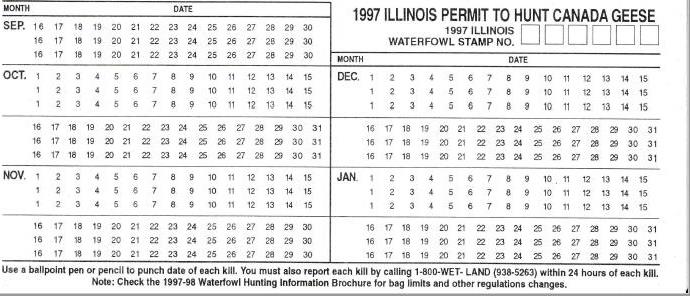 MONTH DATE
SEP. 16 17 18 19 20 21 22 23 24 25 26 27 28 29 30
16 17 18 19 20 21 22 23 24 25 26 27 28 29 30
16 17 18 19 20 21 22 23 24 25 26 27 28 29 30
OCT. 1 2 3 4 5 6 7 8 9 10 11 12 13 14 15
1 2 3 4 5 6 7 8 9 10 11 12 13 14 15
1 2 3 4 5 6 7 8 9 10 11 12 13 14 15
16 17 18 19 20 21 22 23 24 25 26 27 28 29 30 31
16 17 18 19 20 21 22 23 24 25 26 27 28 29 30 31
16 17 18 19 20 21 22 23 24 25 26 27 28 29 30 31
NOV. 1 2 3 4 5 6 7 8 9 10 11 12 13 14 15
1 2 3 4 5 6 7 8 9 10 11 12 13 14 15
1 2 3 4 5 6 7 8 9 10 11 12 13 14 15
16 17 18 19 20 21 22 23 24 25 26 27 28 29 30
16 17 18 19 20 21 22 23 24 25 26 27 28 29 30
16 17 18 19 20 21 22 23 24 25 26 27 28 29 30
1997 ILLINOIS PERMIT TO HUNT CANADA GEESE
1997 ILLINOIS
WATERFOWL STAMP NO.
MONTH DATE
DEC. 1 2 3 4 5 6 7 8 9 10 11 12 13 14 15
1 2 3 4 5 6 7 8 9 10 11 12 13 14 15
1 2 3 4 5 6 7 8 9 10 11 12 13 14 15
16 17 18 19 20 21 22 23 24 25 26 27 28 29 30 31
16 17 18 19 20 21 22 23 24 25 26 27 28 29 30 31
16 17 18 19 20 21 22 23 24 25 26 27 28 29 30 31
JAN. 1 2 3 4 5 6 7 8 9 10 11 12 13 14 15
1 2 3 4 5 6 7 8 9 10 11 12 13 14 15
1 2 3 4 5 6 7 8 9 10 11 12 13 14 15
16 17 18 19 20 21 22 23 24 25 26 27 28 29 30 31
16 17 18 19 20 21 22 23 24 25 26 27 28 29 30 31
16 17 18 19 20 21 22 23 24 25 26 27 28 29 30 31
Use a ballpoint pen or pencil to punch date of each kill. You must also report each kill by calling 1-800-WET- LAND (938-5263) within 24 hours of each kill.
Note: Check the 1997-98 Waterfowl Hunting Information Brochure for bag limits and other regulations changes.